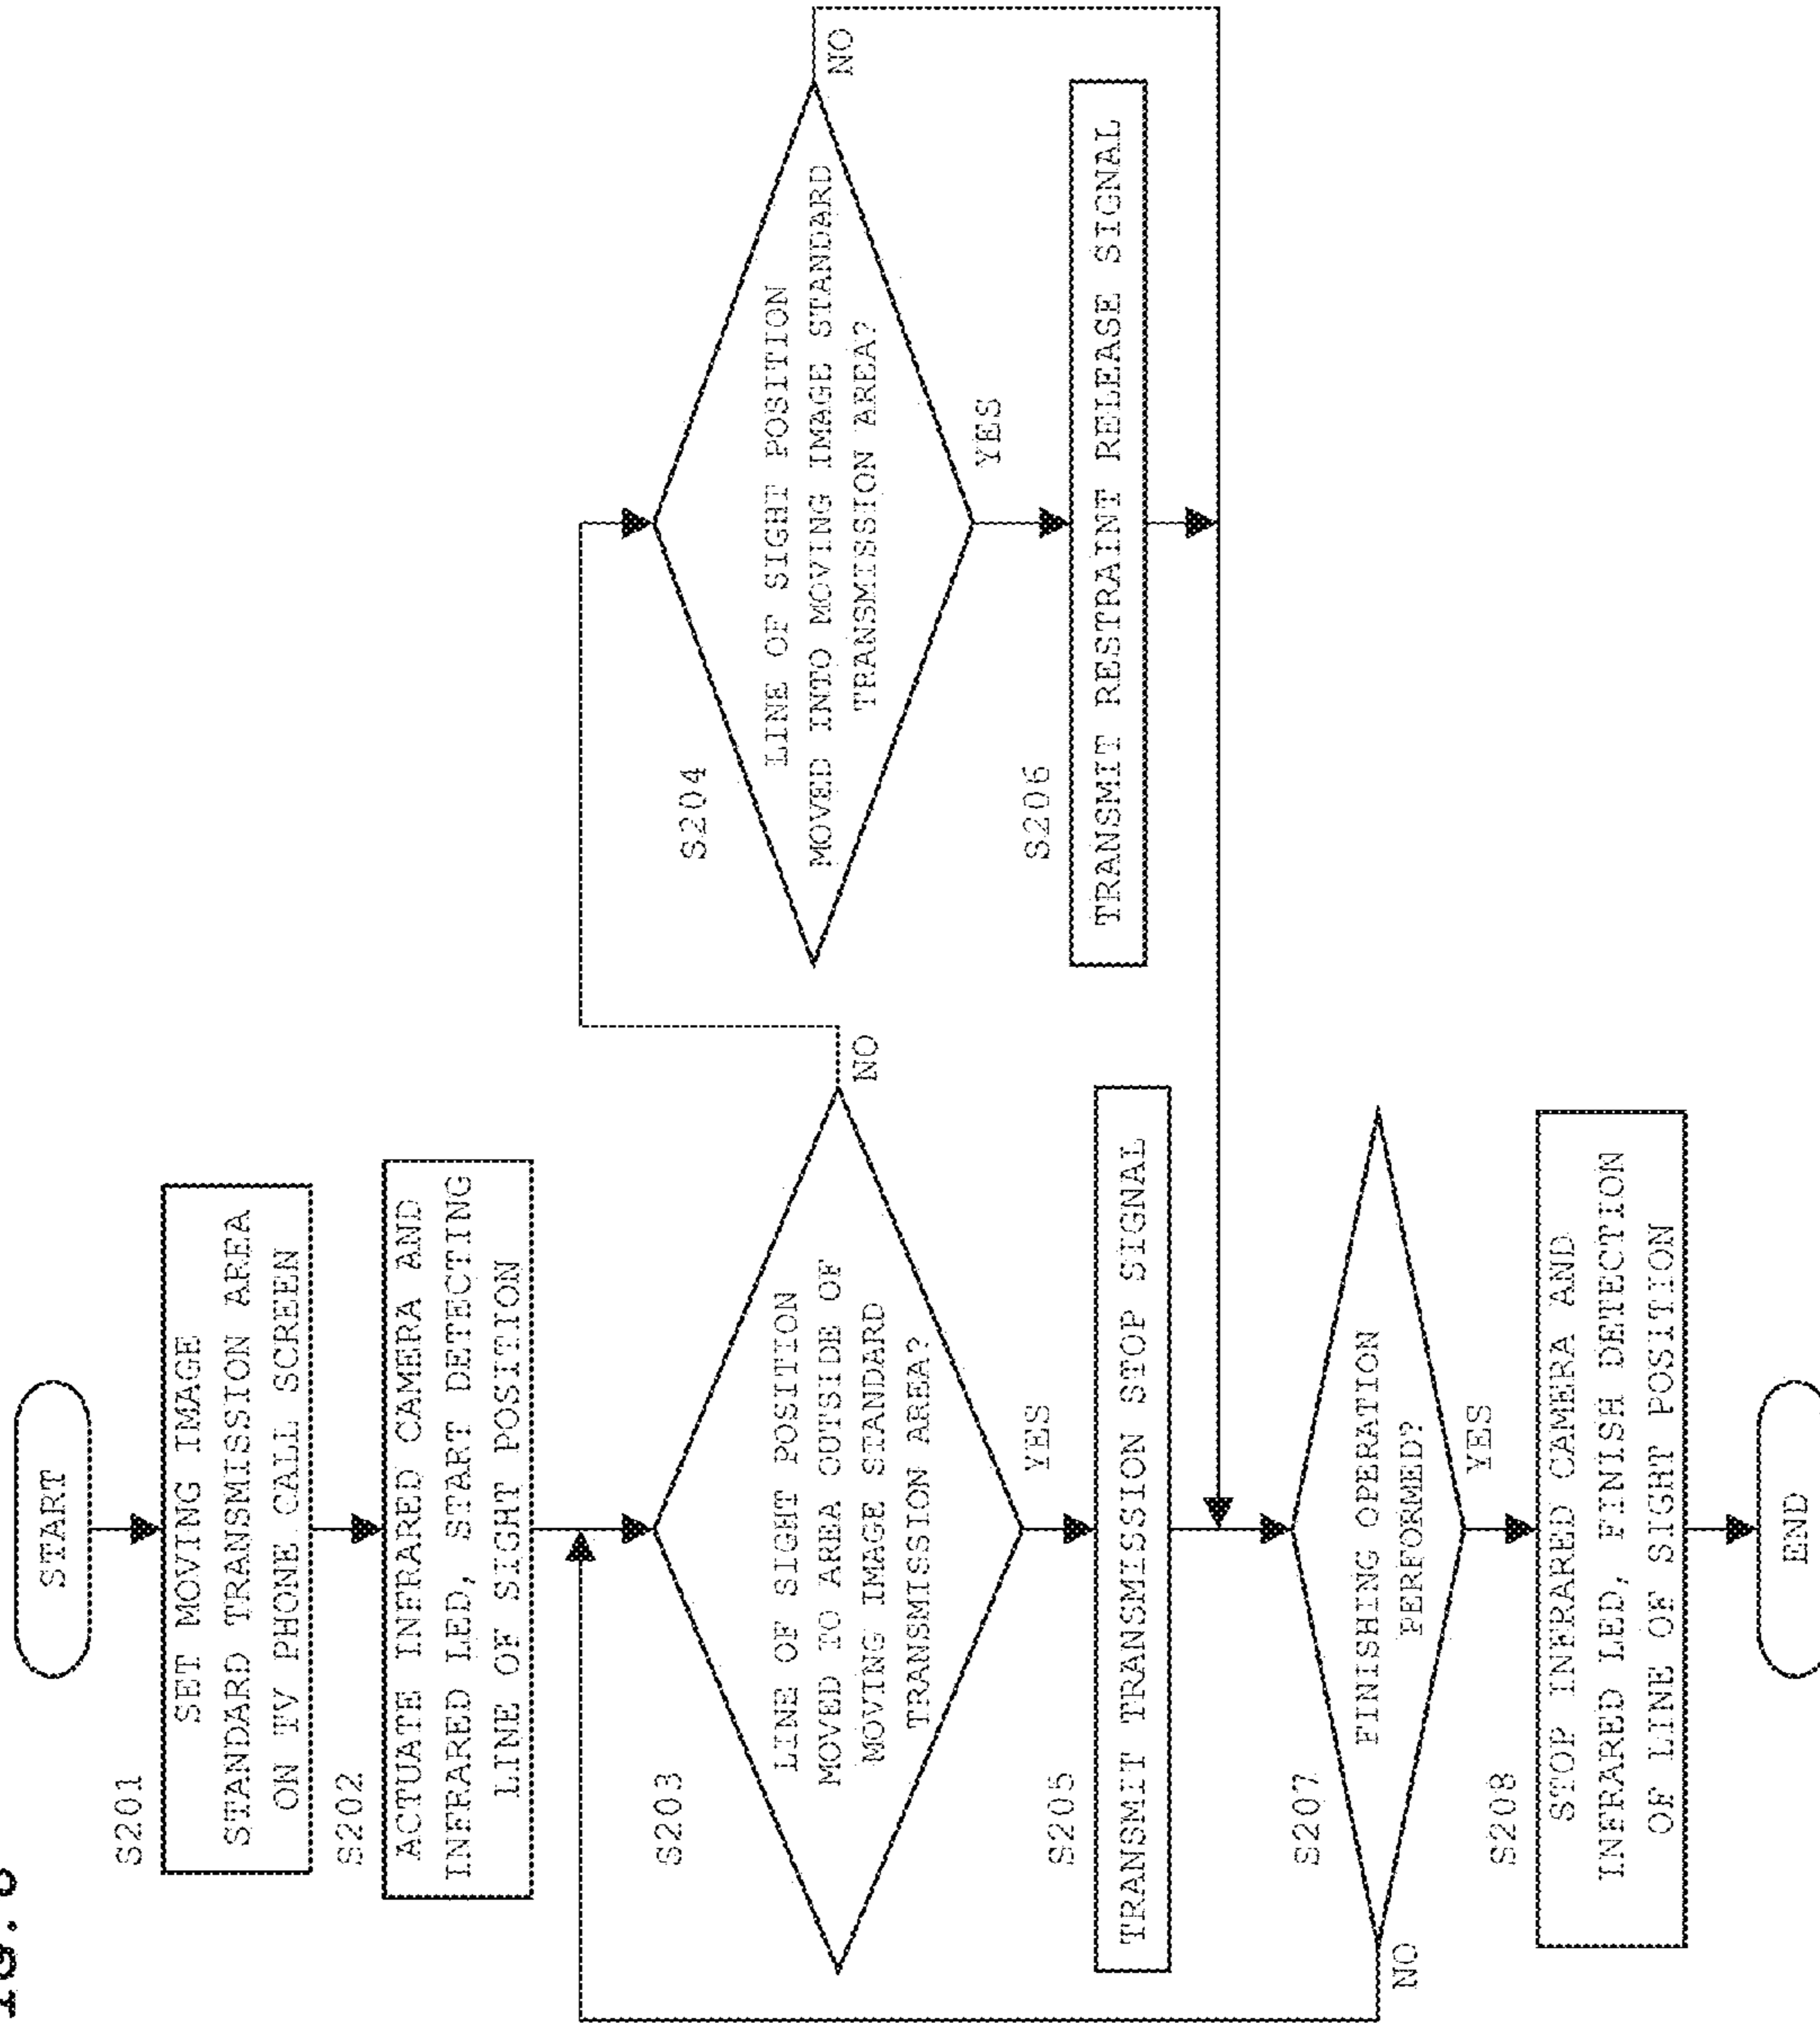 START
S201
SET MOVING IMAGE
STANDARD TRANSMISSION AREA
ON TV PHONE CALL SCREEN
S202
ACTUATE INFRARED CAMERA AND
INFRARED LED, START DETECTING
LINE OF SIGHT POSITION
S203
LINE OF SIGHT POSITION
MOVED TO AREA OUTSIDE OF
MOVING IMAGE STANDARD
TRANSMISSION AREA?
NO
YES
S204
LINE OF SIGHT POSITION
MOVED INTO MOVING IMAGE STANDARD
TRANSMISSION AREA?
NO
YES
S205
TRANSMIT TRANSMISSION STOP SIGNAL
S206
TRANSMIT RESTRAINT RELEASE SIGNAL
S207
FINISHING OPERATION
PERFORMED?
NO
YES
S208
STOP INFRARED CAMERA AND
INFRARED LED, FINISH DETECTION
OF LINE OF SIGHT POSITION
END